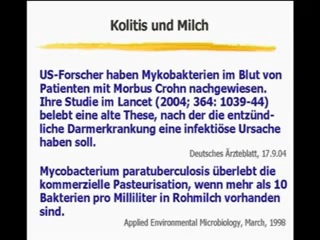 Kolitis und Milch
US-Forscher haben Mykobakterien im Blut von
Patienten mit Morbus Crohn nachgewiesen.
Ihre Studie im Lancet (2004; 364: 1039-44)
belebt eine alte These, nach der die entzünd-
liche Darmerkrankung eine infektiöse Ursache
haben soll.
Deutsches Ärzteblatt, 17.9.04
Mycobacterium paratuberculosis überlebt die
kommerzielle Pasteurisation, wenn mehr als 10
Bakterien pro Milliliter in Rohmilch vorhanden
sind.
Applied Environmental Microbiology, March, 1998